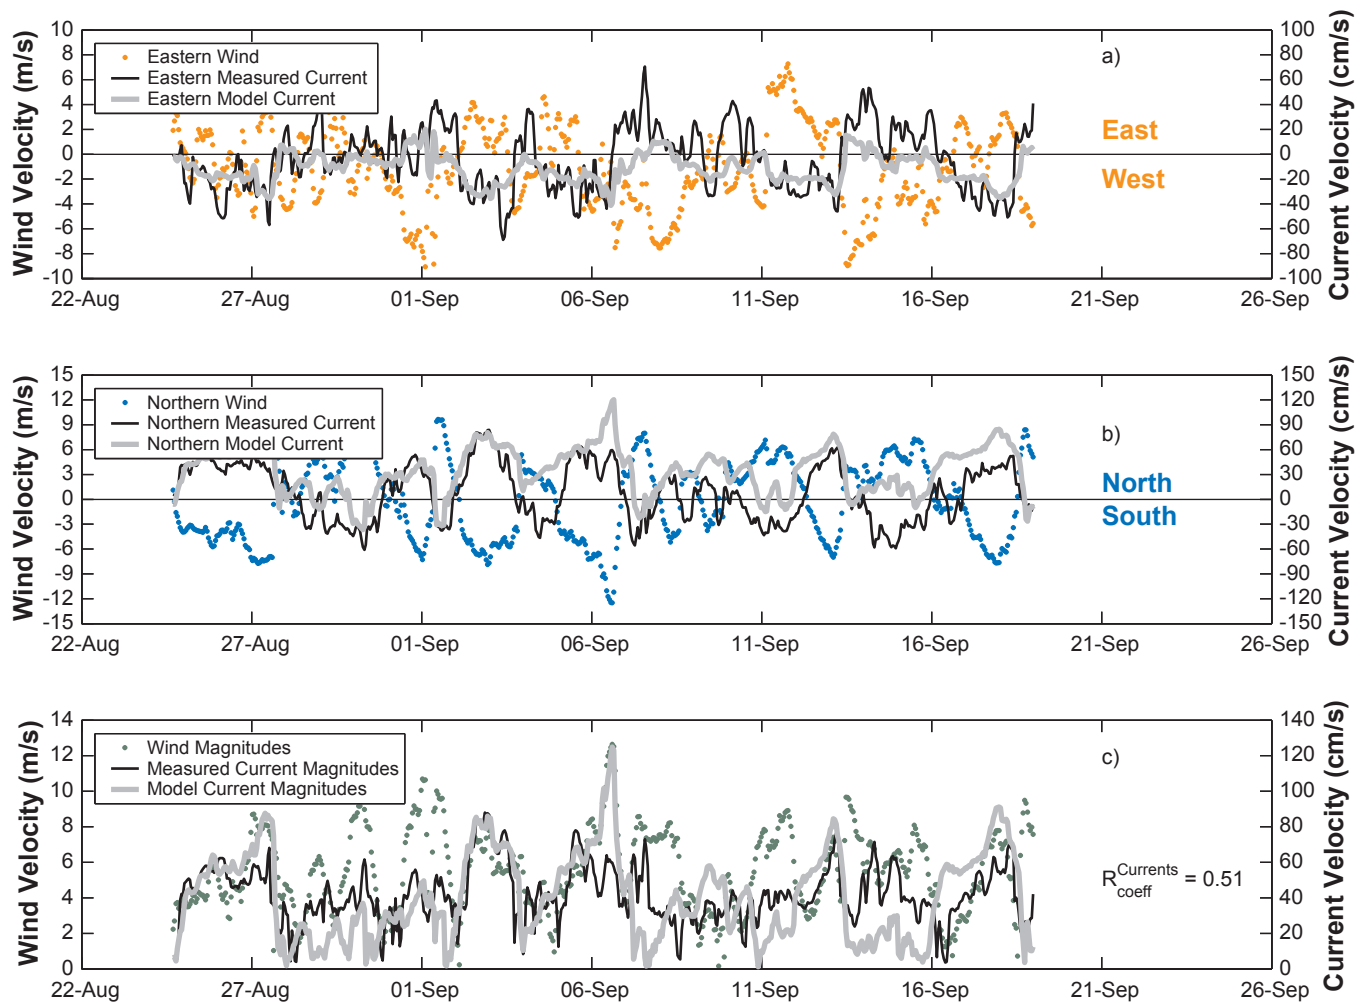 Wind Velocity (m/s)
10
8
6
4
2
0
-2
-4
-6
-8
-10
Eastern Wind
Eastern Measured Current
Eastern Model Current
a)
East
West
100
80
60
40
20
0
-20
-40
-60
-80
-100
Current Velocity (cm/s)
22-Aug 27-Aug 01-Sep 06-Sep 11-Sep 16-Sep 21-Sep 26-Sep
Wind Velocity (m/s)
15
12
9
6
3
0
-3
-6
-9
-12
-15
Northern Wind
Northern Measured Current
Northern Model Current
b)
North
South
150
120
90
60
30
0
-30
-60
-90
-120
-150
Current Velocity (cm/s)
22-Aug 27-Aug 01-Sep 06-Sep 11-Sep 16-Sep 21-Sep 26-Sep
Wind Velocity (m/s)
14
12
10
8
6
4
2
0
Wind Magnitudes
Measured Current Magnitudes
Model Current Magnitudes
c)
R Currents coeff = 0.51
140
120
100
80
60
40
20
0
Current Velocity (cm/s)
22-Aug 27-Aug 01-Sep 06-Sep 11-Sep 16-Sep 21-Sep 26-Sep